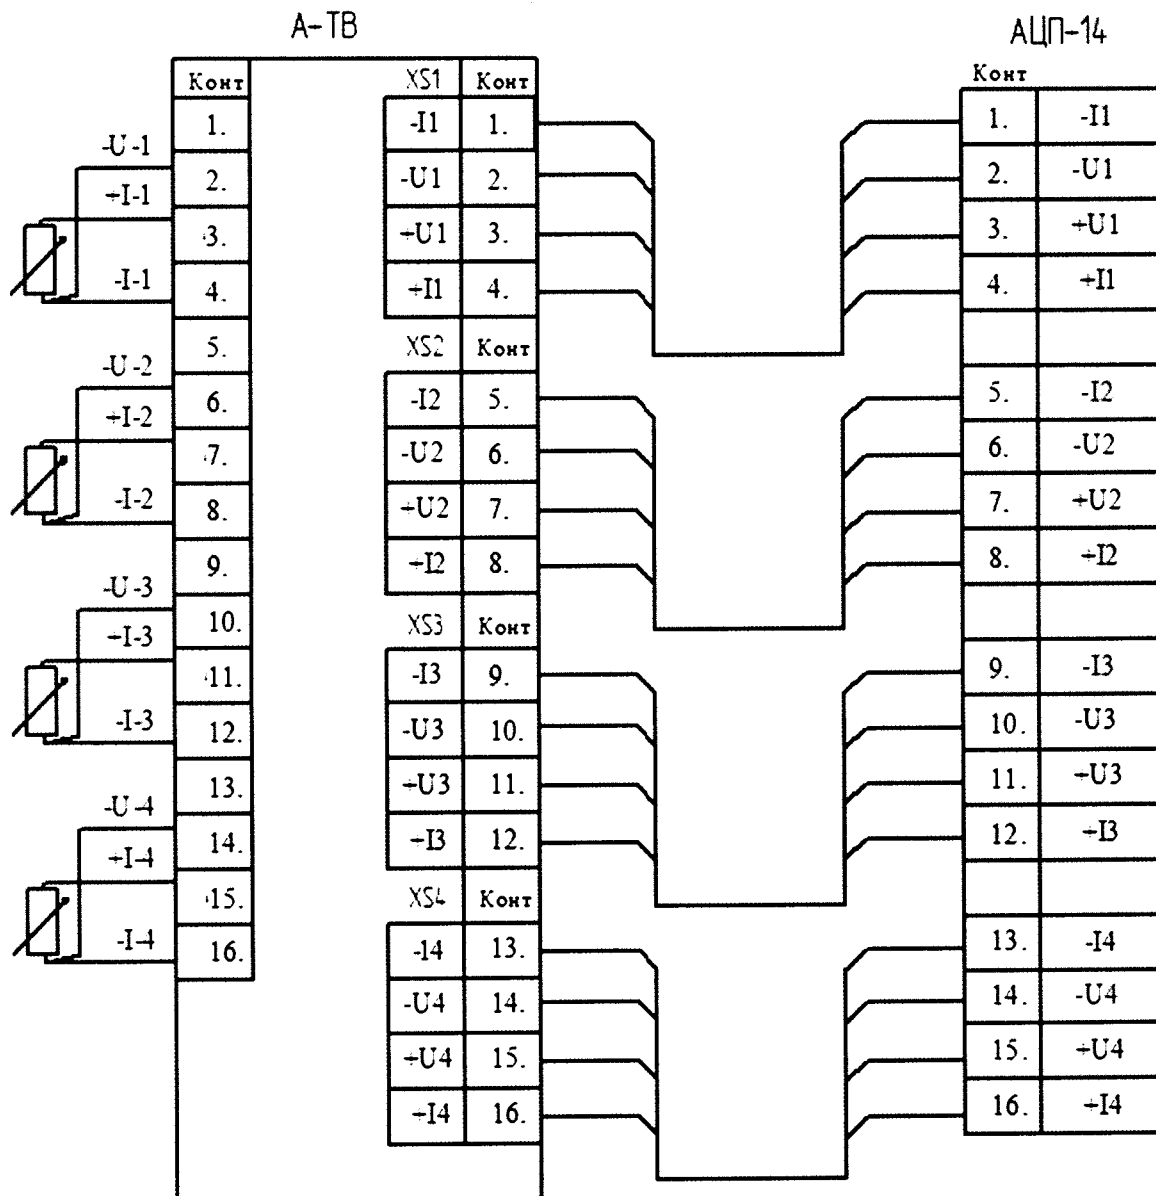 А-ТВ
АЦП-14
Конт
1.
2.
3.
4.
5.
6.
7.
8.
9.
10.
11.
12.
13.
14.
15.
16.
-U-1
+I-1
-I-1
-U-2
+I-2
-I-2
-U-3
+I-3
-I-3
-U-4
+I-4
-I-4
XS1 Конт
-I1 1.
-U1 2.
+U1 3.
+I1 4.
XS2 Конт
-I2 5.
-U2 6.
+U2 7.
+I2 8.
XS3 Конт
-I3 9.
-U3 10.
+U3 11.
+I3 12.
XS4 Конт
-I4 13.
-U4 14.
+U4 15.
+I4 16.
Конт
1. -I1
2. -U1
3. +U1
4. +I1
5. -I2
6. -U2
7. +U2
8. +I2
9. -I3
10. -U3
11. +U3
12. +I3
13. -I4
14. -U4
15. +U4
16. +I4